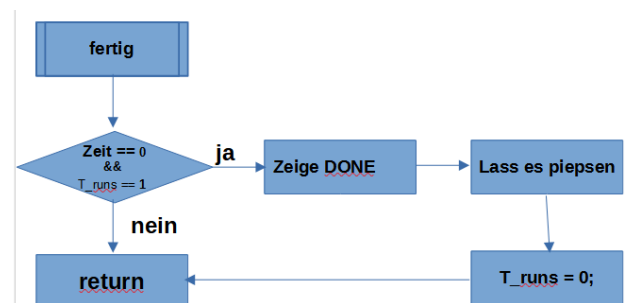 fertig
Zeit == 0
&&
T_runs == 1
ja
Zeige DONE
Lass es piepsen
nein
return
T_runs = 0;